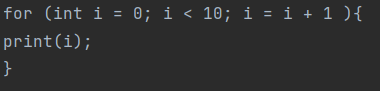 for (int i = 0; i < 10; i = i + 1 ){
print(i);
}